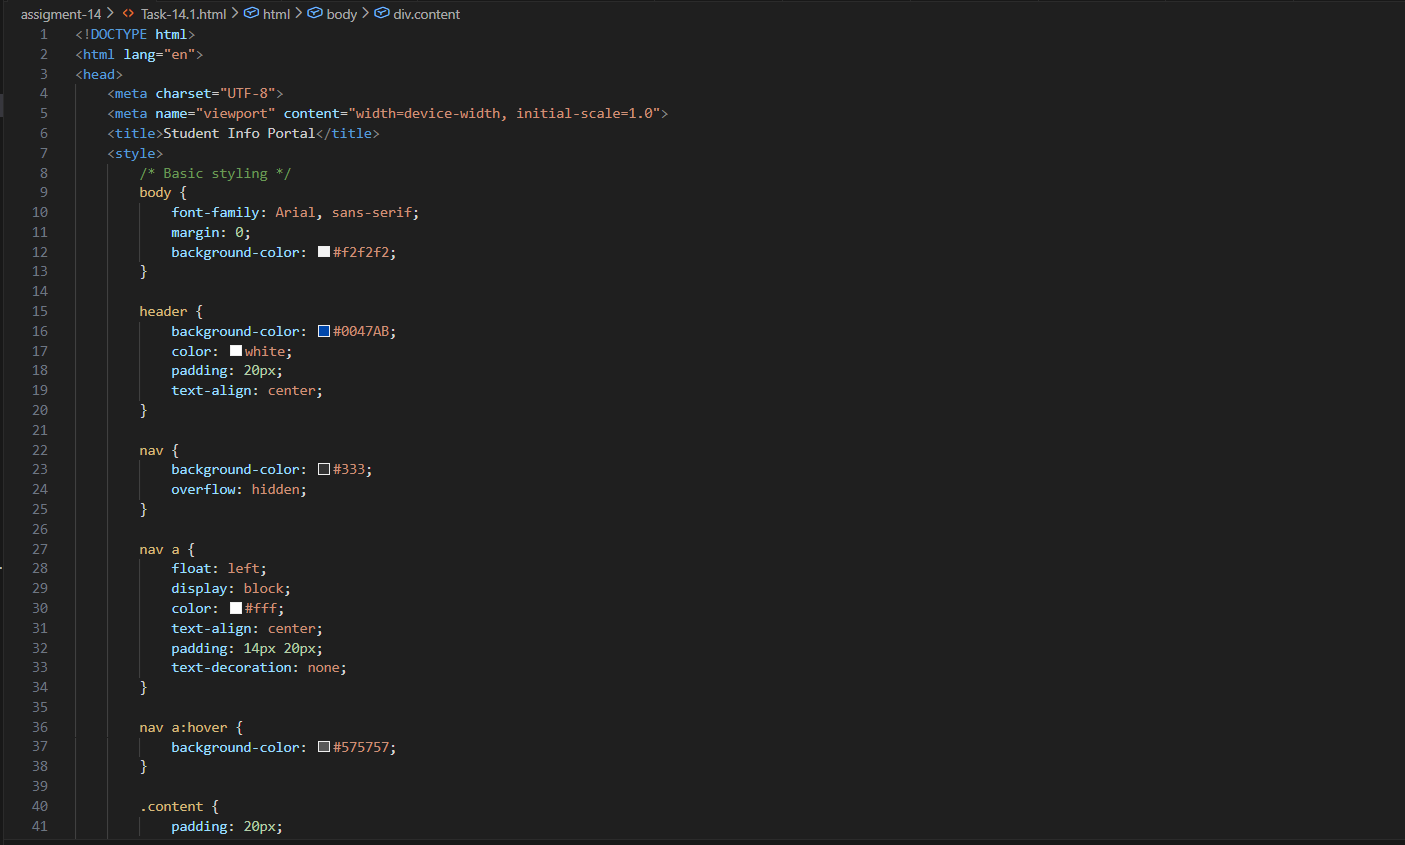 assigment-14 > <> Task-14.1.html > html > body > div.content
1 <!DOCTYPE html>
2 <html lang="en">
3 <head>
4 <meta charset="UTF-8">
5 <meta name="viewport" content="width=device-width, initial-scale=1.0">
6 <title>Student Info Portal</title>
7 <style>
8 /* Basic styling */
9 body {
10 font-family: Arial, sans-serif;
11 margin: 0;
12 background-color: #f2f2f2;
13 }
14
15 header {
16 background-color: #0047AB;
17 color: white;
18 padding: 20px;
19 text-align: center;
20 }
21
22 nav {
23 background-color: #333;
24 overflow: hidden;
25 }
26
27 nav a {
28 float: left;
29 display: block;
30 color: #fff;
31 text-align: center;
32 padding: 14px 20px;
33 text-decoration: none;
34 }
35
36 nav a:hover {
37 background-color: #575757;
38 }
39
40 .content {
41 padding: 20px;